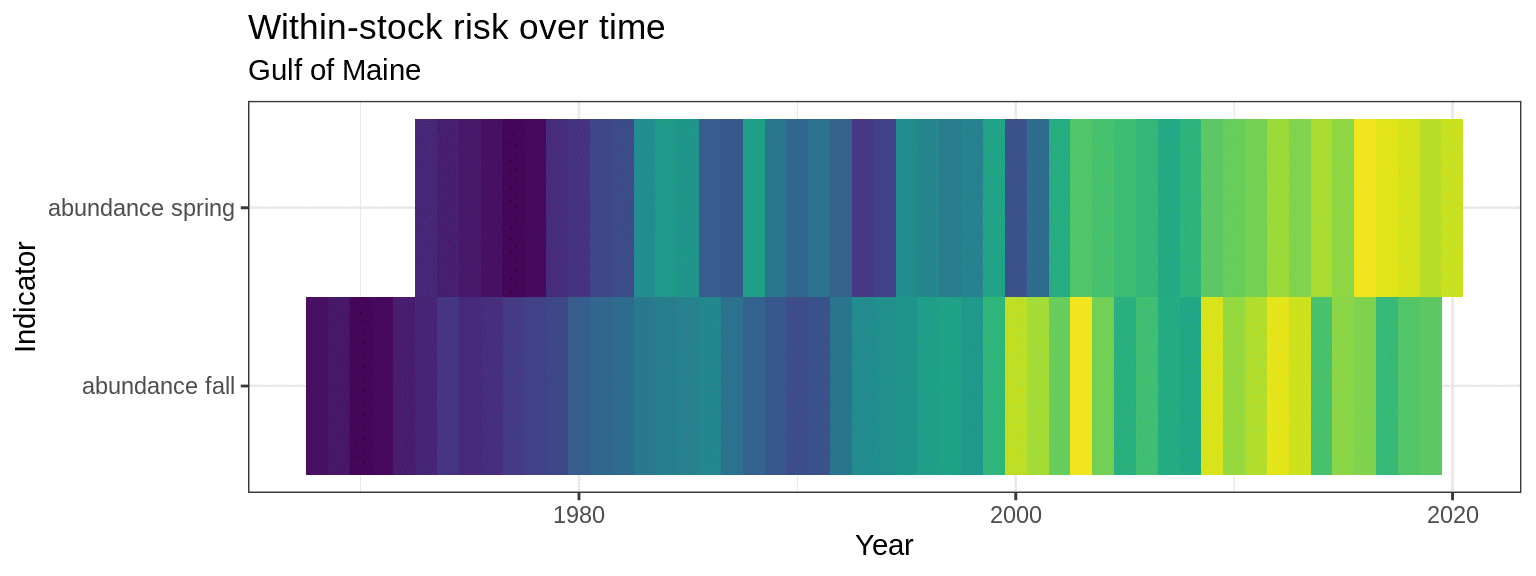 Within-stock risk over time
Gulf of Maine
Indicator
abundance spring
abundance fall
1980
2000
2020
Year